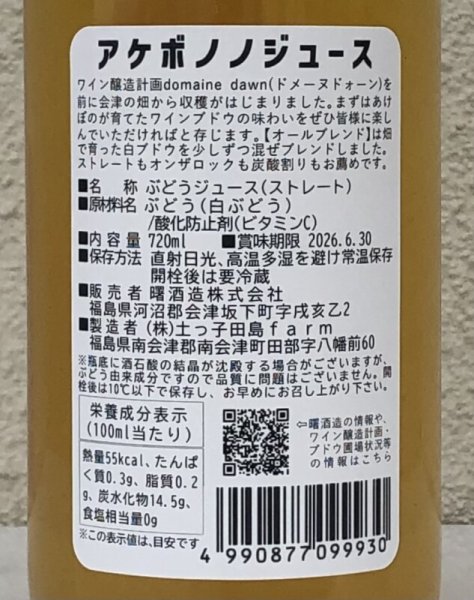 アケボノノジュース
ワイン醸造計画domaine dawn(ドメーヌドォーン)を
前に会津の畑から収穫がはじまりました。まずはあけ
ぼのが育てたワインブドウの味わいをぜひ皆様に楽し
んでいただければと存じます。【オールブレンド】は畑
で育った白ブドウを少しずつ混ぜブレンドしました。
ストレートもオンザロックも炭酸割りもお薦めです。
■名 称 ぶどうジュース(ストレート)
■原材料名 ぶどう(白ぶどう)
/酸化防止剤(ビタミンC)
■内容量 720ml ■賞味期限 2026.6.30
■保存方法 直射日光、高温多湿を避け常温保存
開栓後は要冷蔵
■販売者 曙酒造株式会社
福島県河沼郡会津坂下町字戌亥乙2
■製造者 (株)土っ子田島farm
福島県南会津郡南会津町田部字八幡前60
※瓶底に酒石酸の結晶が沈殿する場合がございますが、
ぶどう由来成分ですので品質に問題はございません。開
栓後は10℃以下で保存し、お早めにお召し上がり下さい。
栄養成分表示
(100ml当たり)
熱量55kcal、たんぱ
く質0.3g、脂質0.2
g、炭水化物14.5g、
食塩相当量0g
※この表示値は、目安です
⇦曙酒造の情報や、
ワイン醸造計画・
ブドウ圃場状況等
の情報はこちら
4 990877 099930